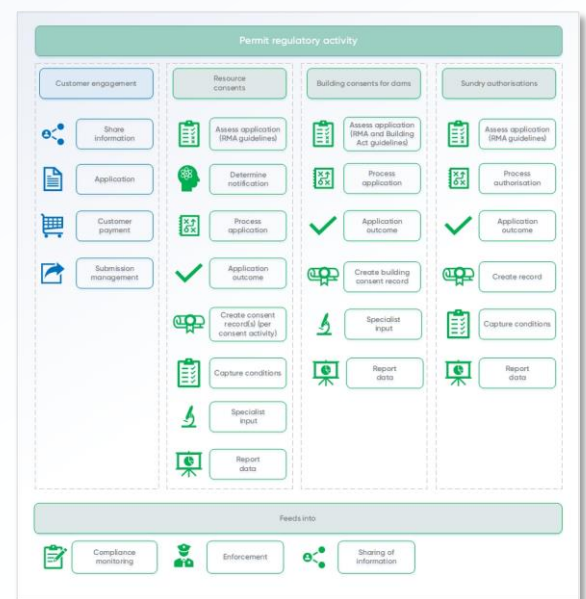 Permit regulatory activity
Customer engagement
Share
information
Application
Customer
payment
Submission
management
Resource
consents
Assess application
(RMA guidelines)
Determine
notification
Process
application
Application
outcome
Create consent
record(s) (per
consent activity)
Capture conditions
Specialist
input
Report
data
Building consents for dams
Assess application
(RMA and Building
Act guidelines)
Process
application
Application
outcome
Create building
consent record
Specialist
input
Report
data
Sundry authorisations
Assess application
(RMA guidelines)
Process
authorisation
Application
outcome
Create record
Capture conditions
Report
data
Feeds into
Compliance
monitoring
Enforcement
Sharing of
information